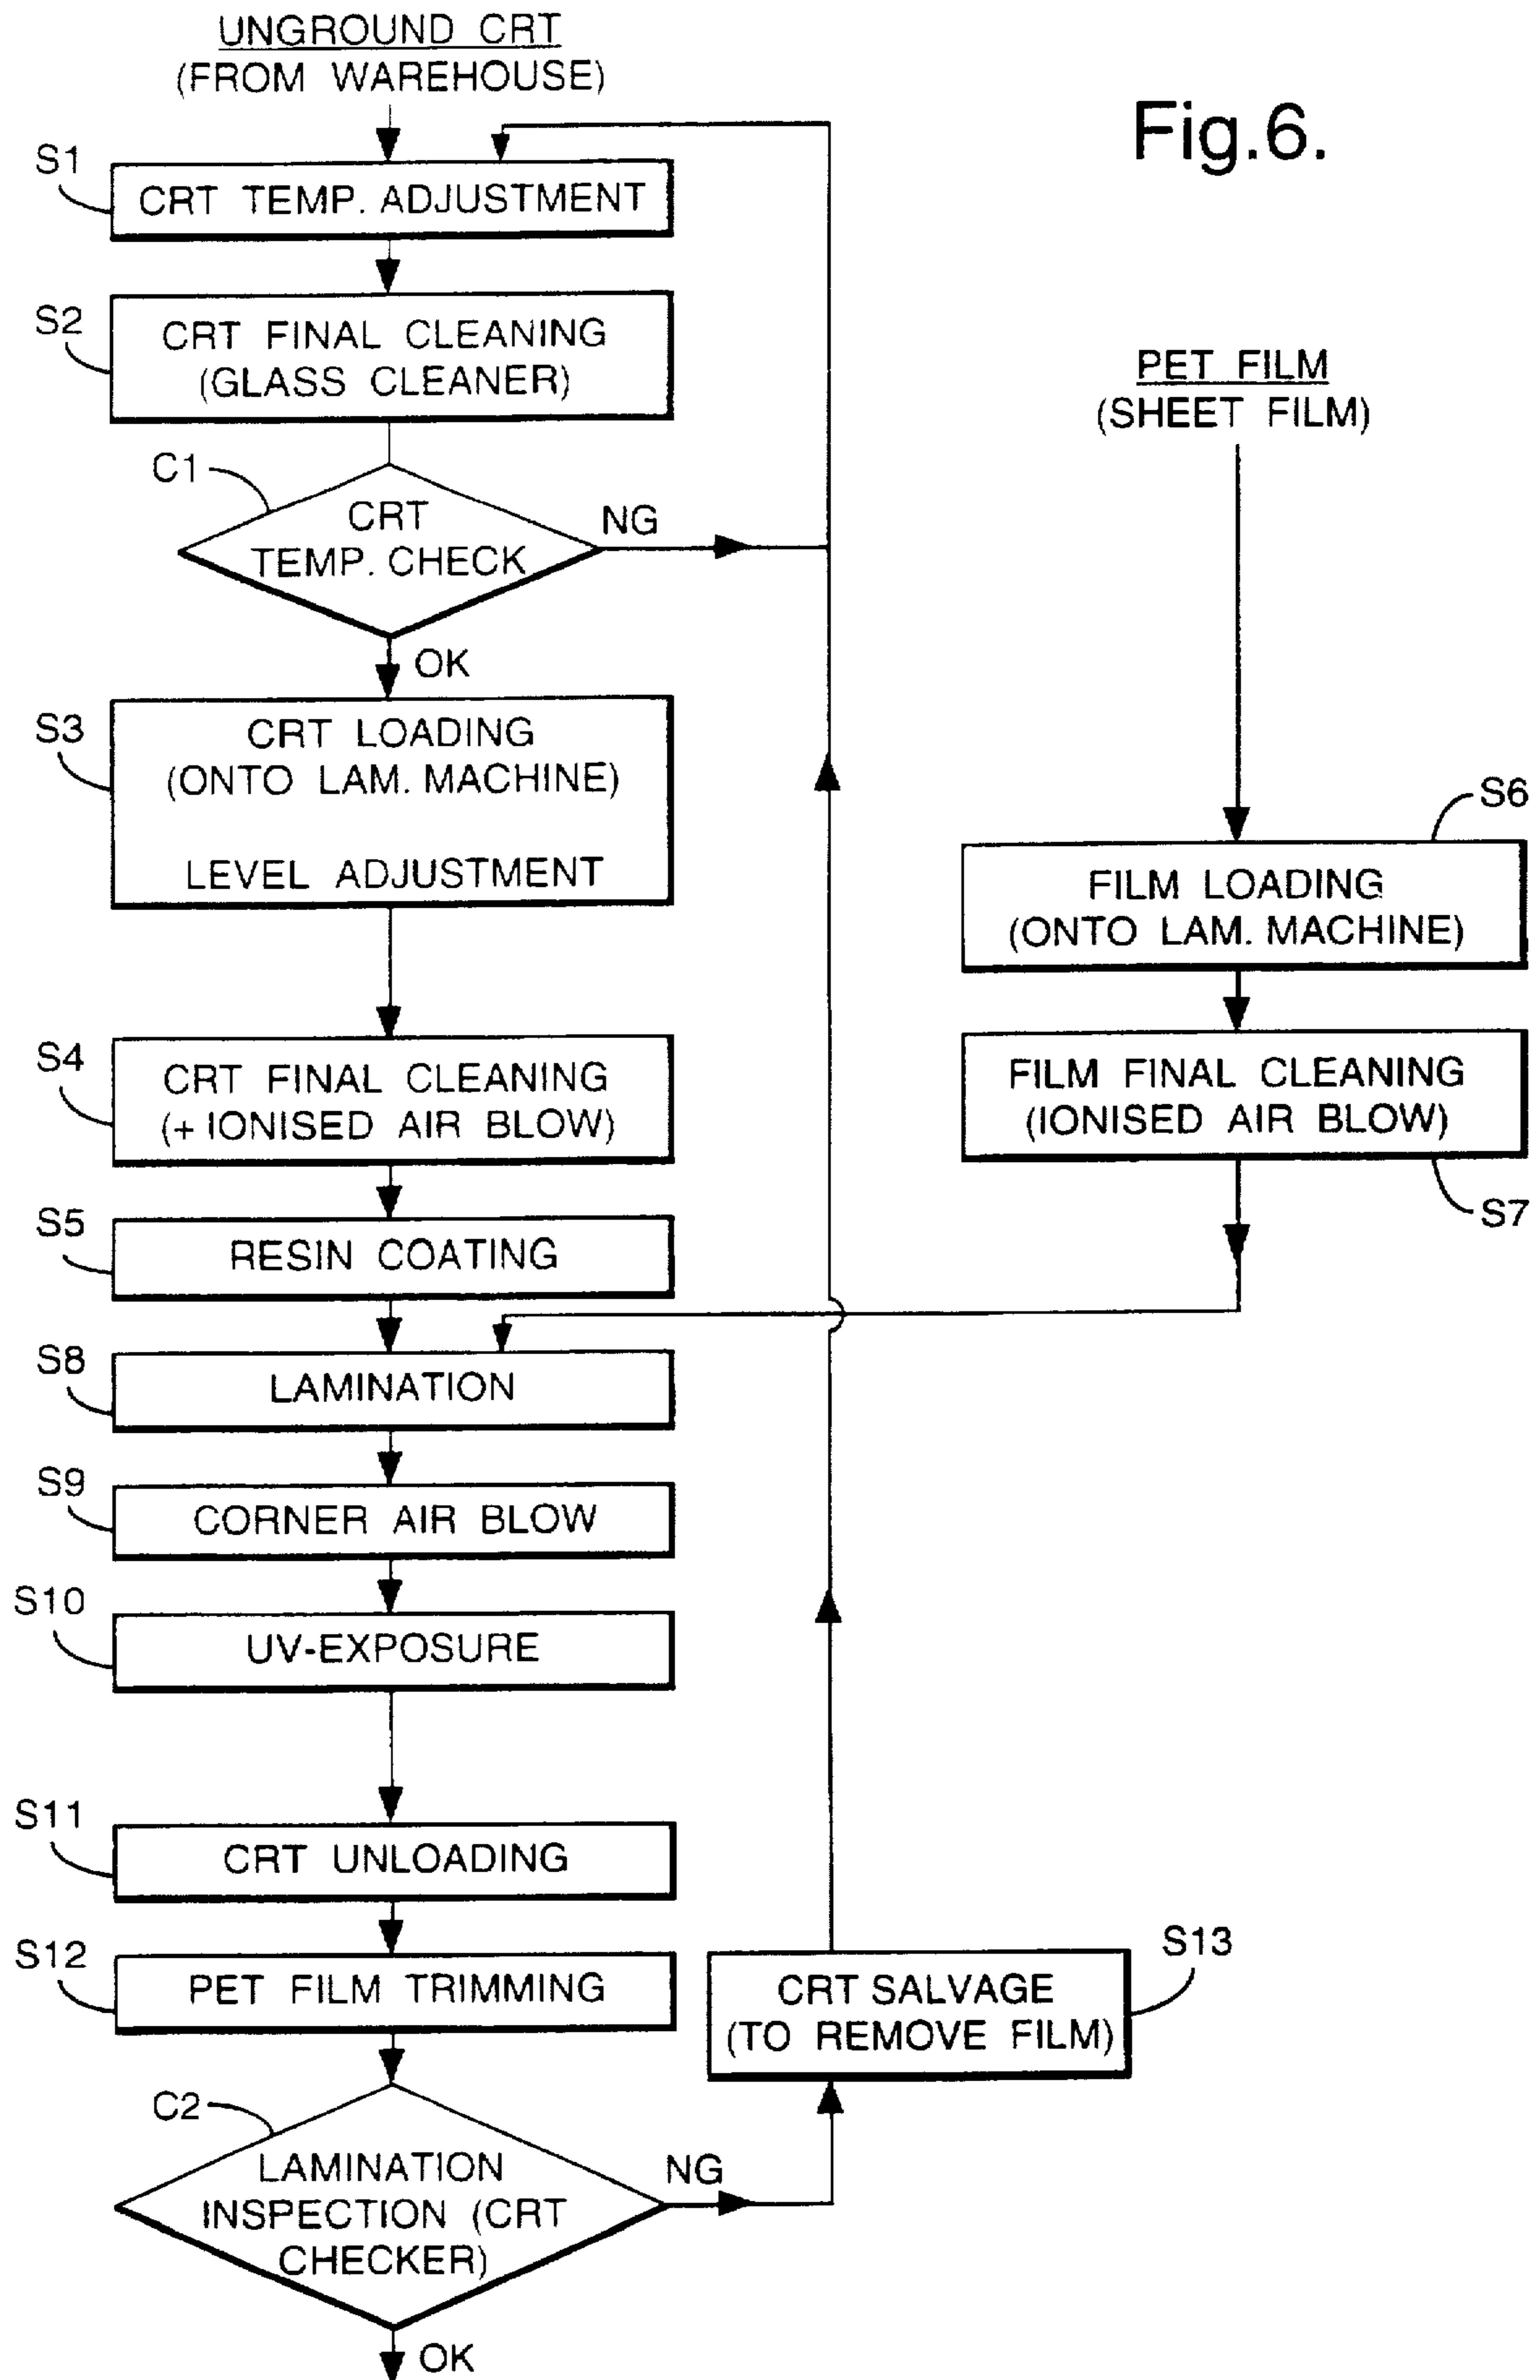 UNGROUND CRT
(FROM WAREHOUSE)
Fig.6.
S1
CRT TEMP. ADJUSTMENT
S2
CRT FINAL CLEANING
(GLASS CLEANER)
PET FILM
(SHEET FILM)
C1
CRT
TEMP. CHECK
NG
OK
S3
CRT LOADING
(ONTO LAM. MACHINE)
LEVEL ADJUSTMENT
S6
FILM LOADING
(ONTO LAM. MACHINE)
S4
CRT FINAL CLEANING
(+ IONISED AIR BLOW)
FILM FINAL CLEANING
(IONISED AIR BLOW)
S7
S5
RESIN COATING
S8
LAMINATION
S9
CORNER AIR BLOW
S10
UV-EXPOSURE
S11
CRT UNLOADING
S12
PET FILM TRIMMING
S13
CRT SALVAGE
(TO REMOVE FILM)
C2
LAMINATION
INSPECTION (CRT
CHECKER)
NG
OK